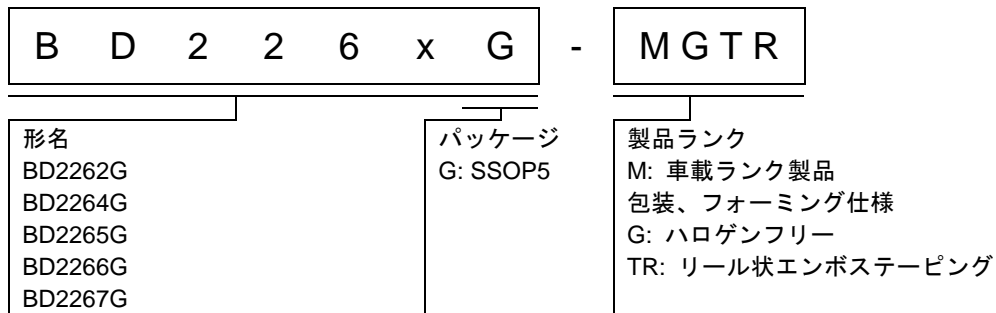 B D 2 2 6 x G - M G T R
形名
BD2262G
BD2264G
BD2265G
BD2266G
BD2267G
パッケージ
G: SSOP5
製品ランク
M: 車載ランク製品
包装、フォーミング仕様
G: ハロゲンフリー
TR: リール状エンボステーピング